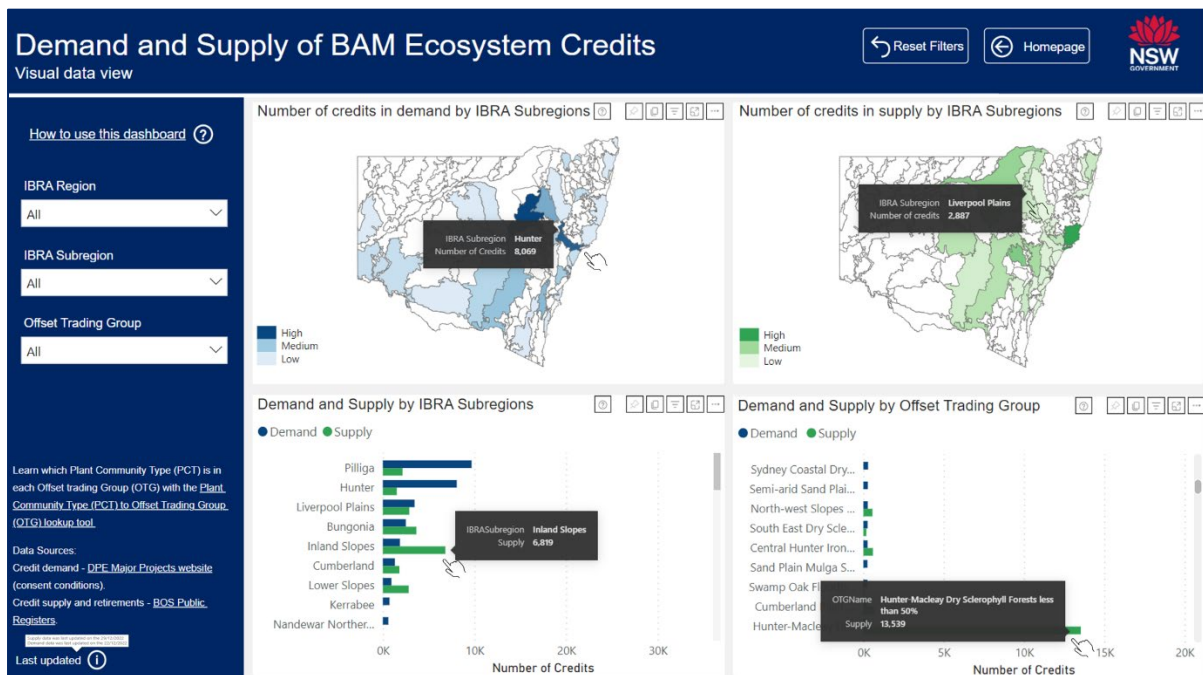 Demand and Supply of BAM Ecosystem Credits
Visual data view
Reset Filters
Homepage
NSW
GOVERNMENT
How to use this dashboard
IBRA Region
All
IBRA Subregion
All
Offset Trading Group
All
Learn which Plant Community Type (PCT) is in
each Offset trading Group (OTG) with the Plant
Community Type (PCT) to Offset Trading Group
(OTG) lookup tool
Data Sources:
Credit demand - DPE Major Projects website
(consent conditions).
Credit supply and retirements - BOS Public
Registers.
Last updated
Number of credits in demand by IBRA Subregions
IBRA Subregion Hunter
Number of Credits 8,069
High
Medium
Low
Number of credits in supply by IBRA Subregions
IBRA Subregion Liverpool Plains
Number of credits 2,887
High
Medium
Low
Demand and Supply by IBRA Subregions
Demand Supply
Pilliga
Hunter
Liverpool Plains
Bungonia
Inland Slopes
Cumberland
Lower Slopes
Kerrabee
Nandewar Norther...
IBRASubregion Inland Slopes
Supply 6,819
0K 10K 20K 30K
Number of Credits
Demand and Supply by Offset Trading Group
Demand Supply
Sydney Coastal Dry...
Semi-arid Sand Plai...
North-west Slopes ...
South East Dry Scle...
Central Hunter Iron...
Sand Plain Mulga S...
Swamp Oak Fl
Cumberland
Hunter-Macleay
OTGName Hunter-Macleay Dry Sclerophyll Forests less
than 50%
Supply 13,539
0K 5K 10K 15K 20K
Number of Credits